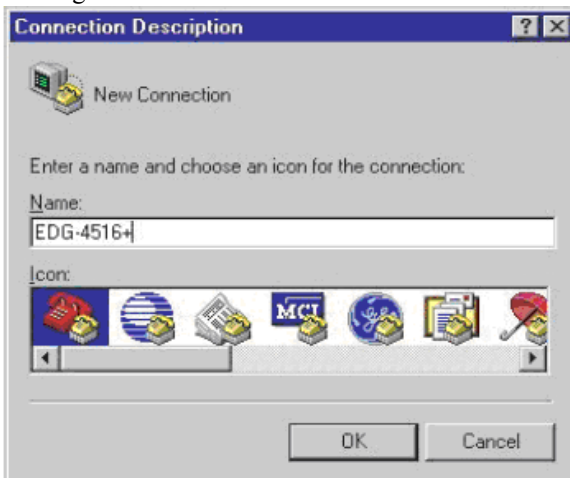 Connection Description
New Connection
Enter a name and choose an icon for the connection:
Name:
EDG-4516+
Icon:
MCI
OK Cancel